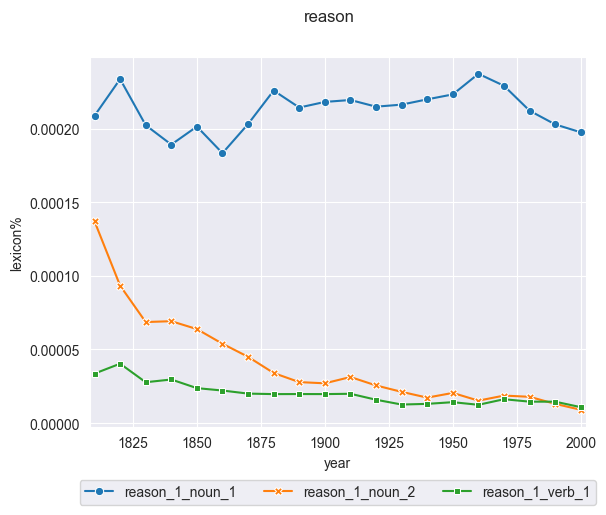 reason
0.00020
0.00015
0.00010
0.00005
0.00000
lexicon%
1825 1850 1875 1900 1925 1950 1975 2000
year
reason_1_noun_1 reason_1_noun_2 reason_1_verb_1